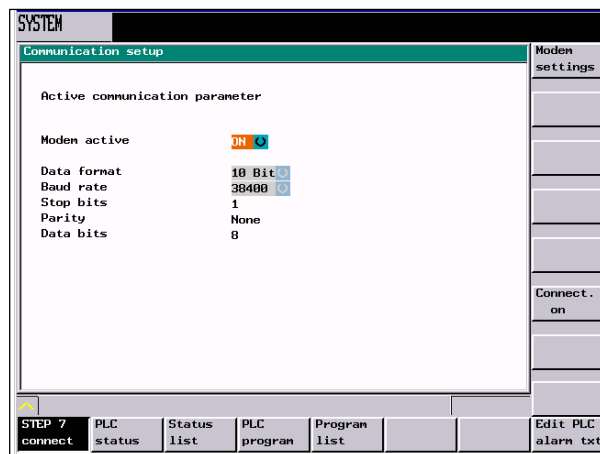 SYSTEM
Communication setup
Modem
settings
Active communication parameter
Modem active ON
Data format 10 Bit
Baud rate 38400
Stop bits 1
Parity None
Data bits 8
Connect.
on
STEP 7 PLC Status PLC Program Edit PLC
connect status list program list alarm txt